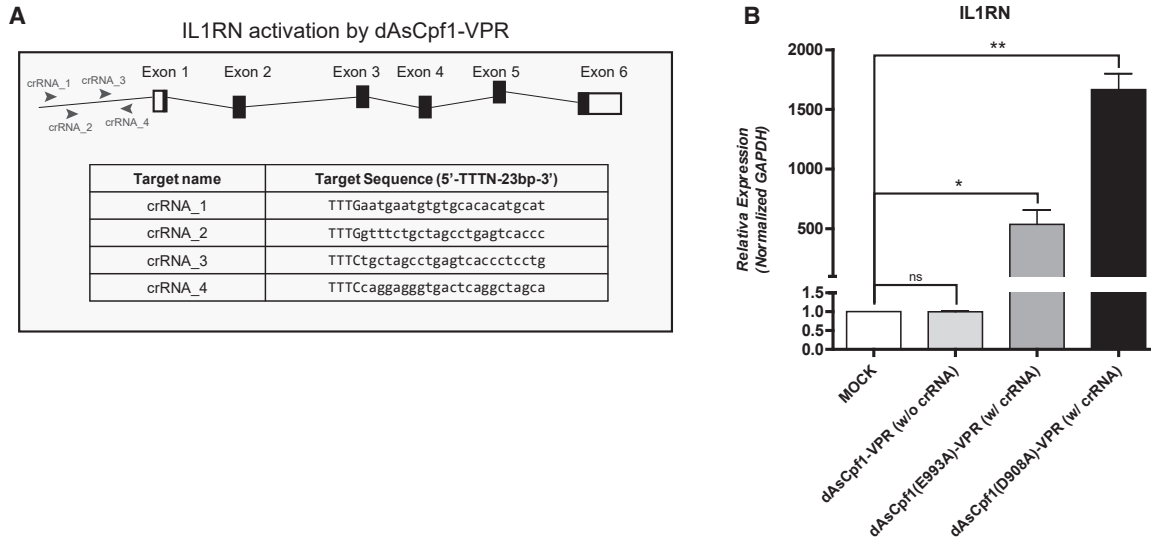 A
IL1RN activation by dAsCpf1-VPR
crRNA_1
crRNA_3
crRNA_2
crRNA_4
Exon 1
Exon 2
Exon 3
Exon 4
Exon 5
Exon 6
Target name
Target Sequence (5'-TTTN-23bp-3')
crRNA_1
TTTGaatgaatgtgtgcacacatgcat
crRNA_2
TTTGgtttctgctagcctgagtcaccc
crRNA_3
TTTCtgctagcctgagtcaccctcctg
crRNA_4
TTTCcaggagggtgactcaggctagca
B
IL1RN
Relative Expression
(Normalized GAPDH)
2000
1500
1000
500
1.5
1.0
0.5
0.0
**
*
ns
MOCK
dAsCpf1-VPR (w/o crRNA)
dAsCpf1(E993A)-VPR (w/ crRNA)
dAsCpf1(D908A)-VPR (w/ crRNA)